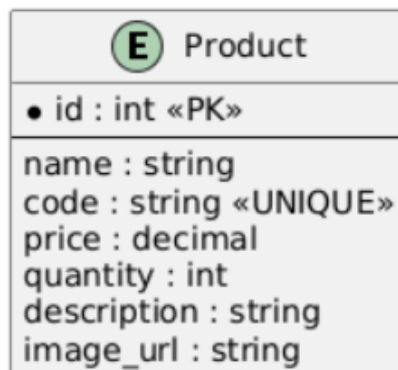 E Product
• id : int «PK»
name : string
code : string «UNIQUE»
price : decimal
quantity : int
description : string
image_url : string